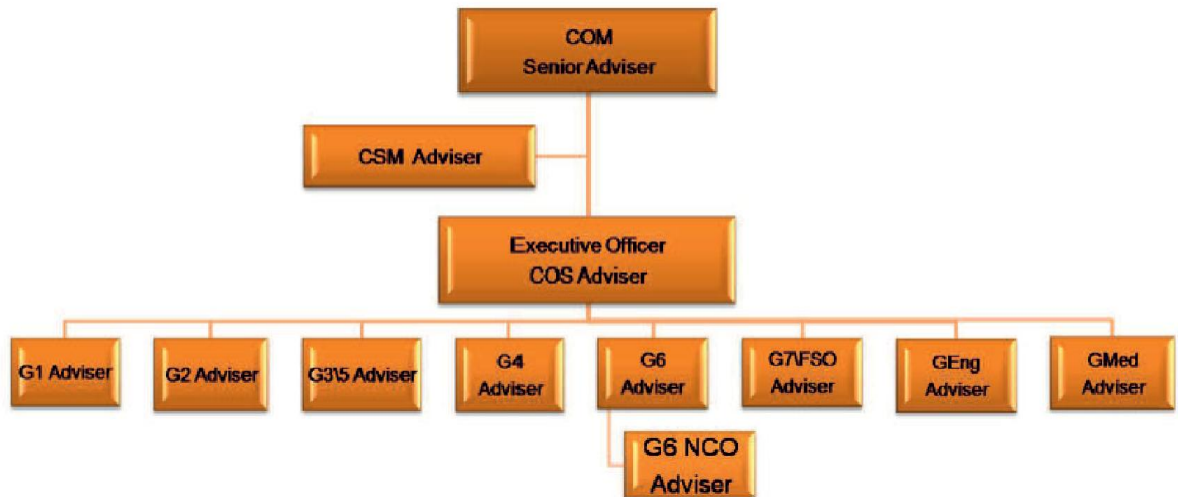 COM
Senior Adviser
CSM Adviser
Executive Officer
COS Adviser
G1 Adviser
G2 Adviser
G3\5 Adviser
G4
Adviser
G6
Adviser
G7\FSO
Adviser
GEng
Adviser
GMed
Adviser
G6 NCO
Adviser